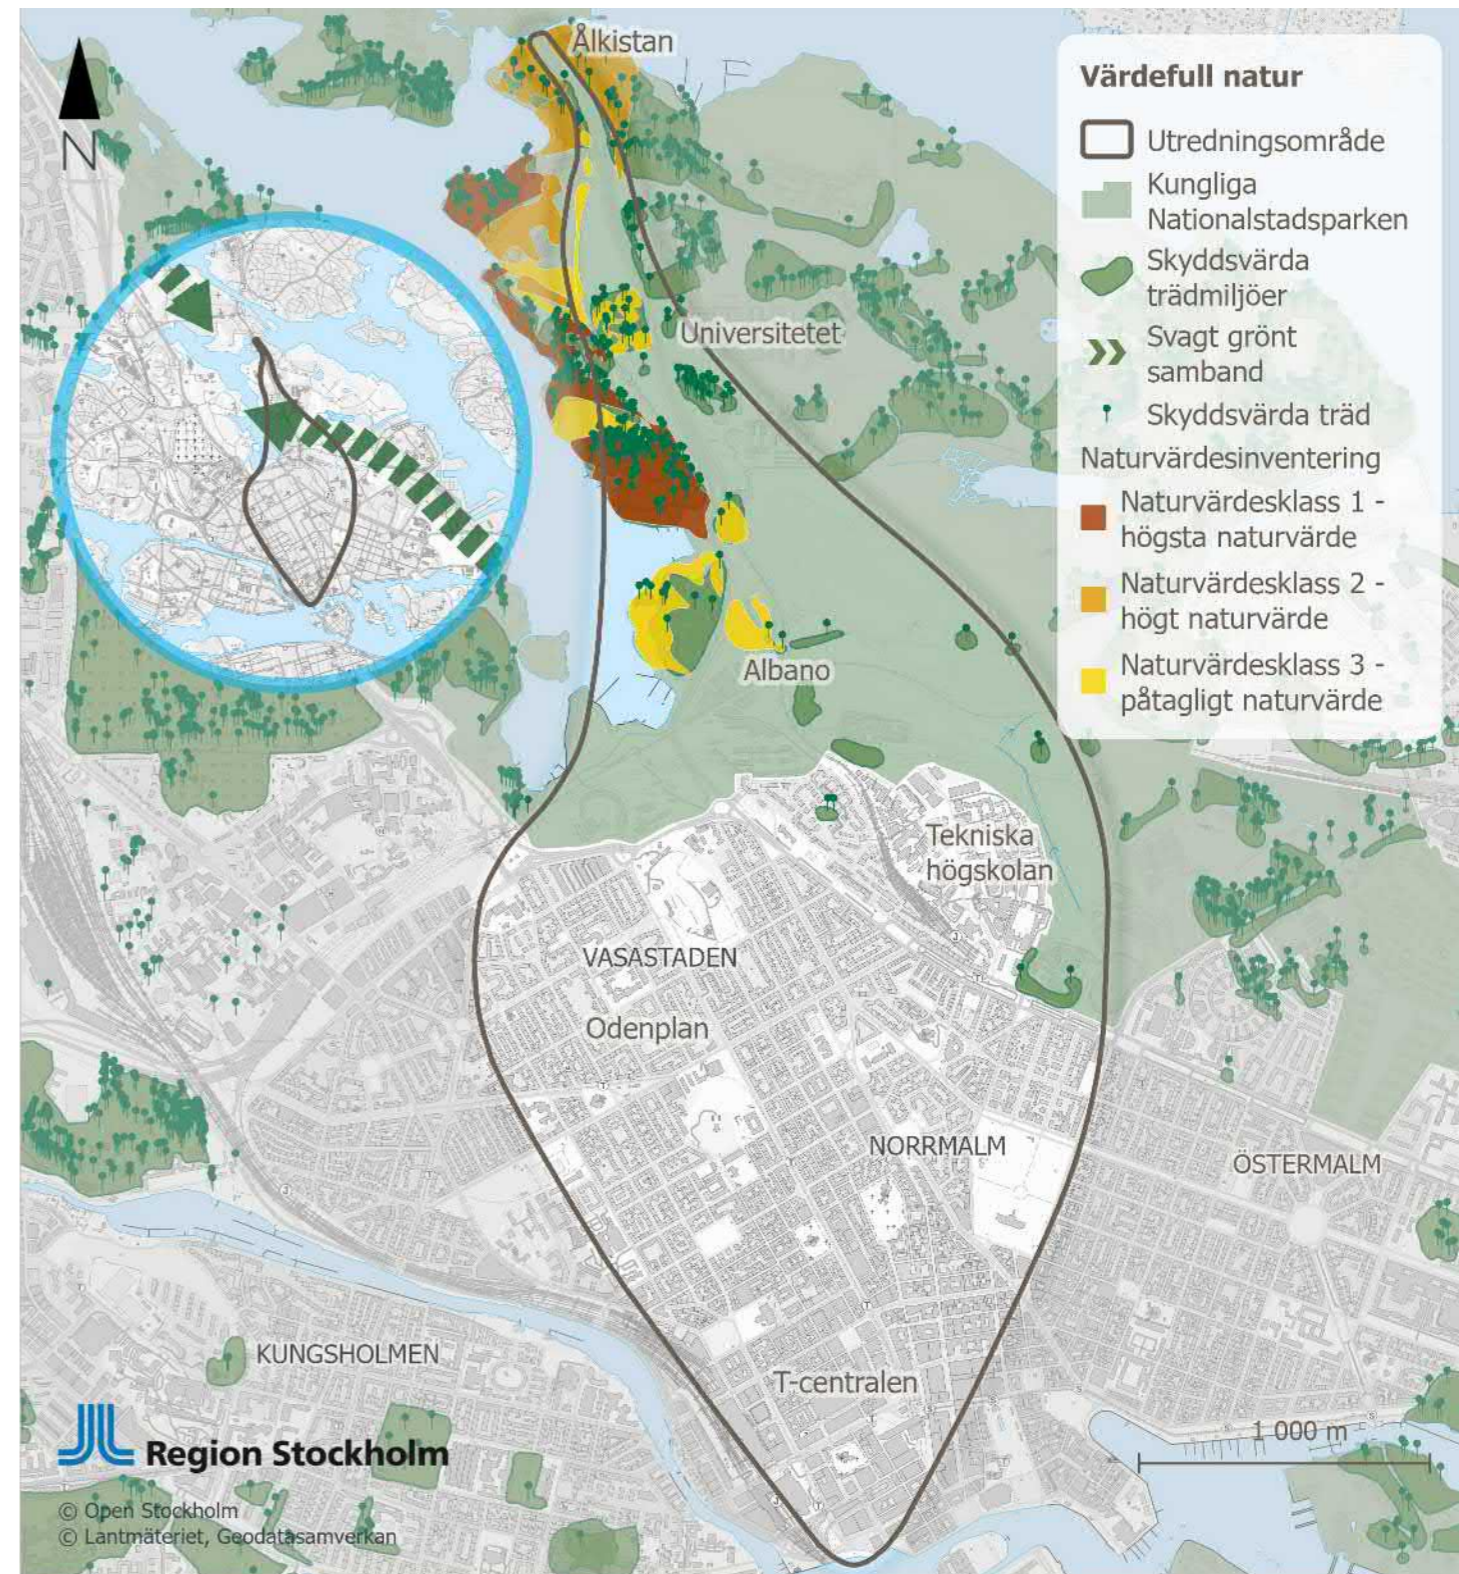 Ålkistan
N
Värdefull natur
Utredningsområde
Kungliga
Nationalstadsparken
Skyddsvärda
trädmiljöer
Svagt grönt
samband
Skyddsvärda träd
Naturvärdesinventering
Naturvärdesklass 1 -
högsta naturvärde
Naturvärdesklass 2 -
högt naturvärde
Naturvärdesklass 3 -
påtagligt naturvärde
Universitetet
Albano
Tekniska
högskolan
VASASTADEN
Odenplan
NORRMALM
ÖSTERMALM
KUNGSHOLMEN
T-centralen
1 000 m
Region Stockholm
© Open Stockholm
© Lantmäteriet, Geodatasamverkan